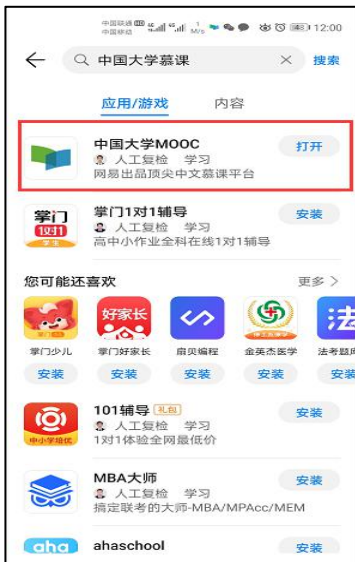 中国联通
中国移动
M/s
12:00
中国大学慕课
搜索
应用/游戏 内容
中国大学MOOC
人工复检 学习
网易出品顶尖中文慕课平台
打开
掌门
1对1
学生
掌门1对1辅导
人工复检 学习
高中小作业全科在线1对1辅导
安装
您可能还喜欢 更多
好家长
法
掌门少儿 掌门好家长 扇贝编程 金英杰医学 法考题库
安装 安装 安装 安装 安装
中小学培优
101辅导 礼包
人工复检 学习
1对1体验全网最低价
安装
MBA大师
人工复检 学习
搞定联考的大师-MBA/MPAcc/MEM
安装
aha
ahaschool
安装